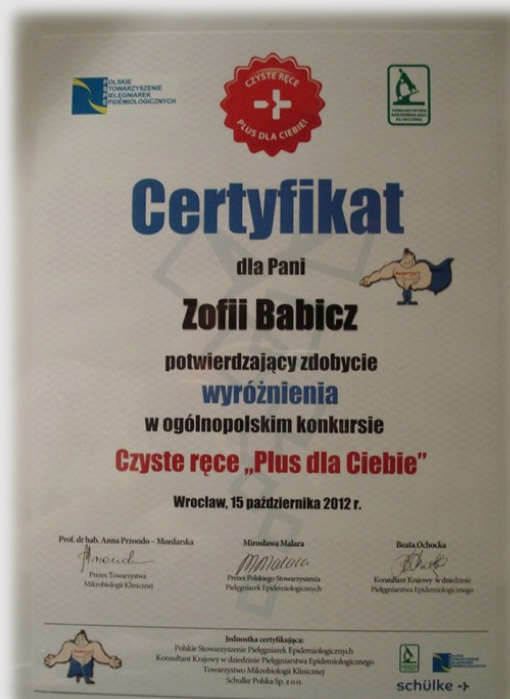 POLSKIE
TOWARZYSZENIE
PIELĘGNIAREK
EPIDEMIOLOGICZNYCH
CZYSTE RĘCE
PLUS DLA CIEBIE!
TOWARZYSTWO
MIKROBIOLOGII
KLINICZNEJ
Certyfikat
dla Pani
Zofii Babicz
potwierdzający zdobycie
wyróżnienia
w ogólnopolskim konkursie
Czyste ręce „Plus dla Ciebie”
Wrocław, 15 października 2012 r.
Prof. dr hab. Anna Przondo – Mordarska
Prezes Towarzystwa
Mikrobiologii Klinicznej
Mirosława Malara
Prezes Polskiego Stowarzyszenia
Pielęgniarek Epidemiologicznych
Beata Ochocka
Konsultant Krajowy w dziedzinie
Pielęgniarstwa Epidemiologicznego
Jednostka certyfikująca:
Polskie Stowarzyszenie Pielęgniarek Epidemiologicznych
Konsultant Krajowy w dziedzinie Pielęgniarstwa Epidemiologicznego
Towarzystwo Mikrobiologii Klinicznej
Schulke Polska Sp. z o.o.
schülke